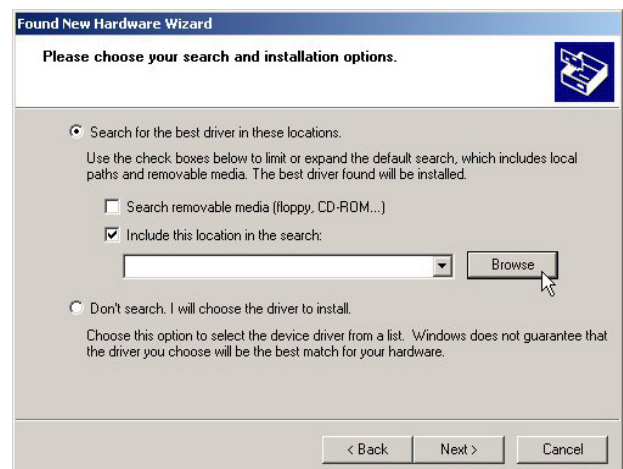 Found New Hardware Wizard
Please choose your search and installation options.
Search for the best driver in these locations.
Use the check boxes below to limit or expand the default search, which includes local
paths and removable media. The best driver found will be installed.
Search removable media (floppy, CD-ROM...)
Include this location in the search:
Browse
Don't search. I will choose the driver to install.
Choose this option to select the device driver from a list. Windows does not guarantee that
the driver you choose will be the best match for your hardware.
< Back Next > Cancel